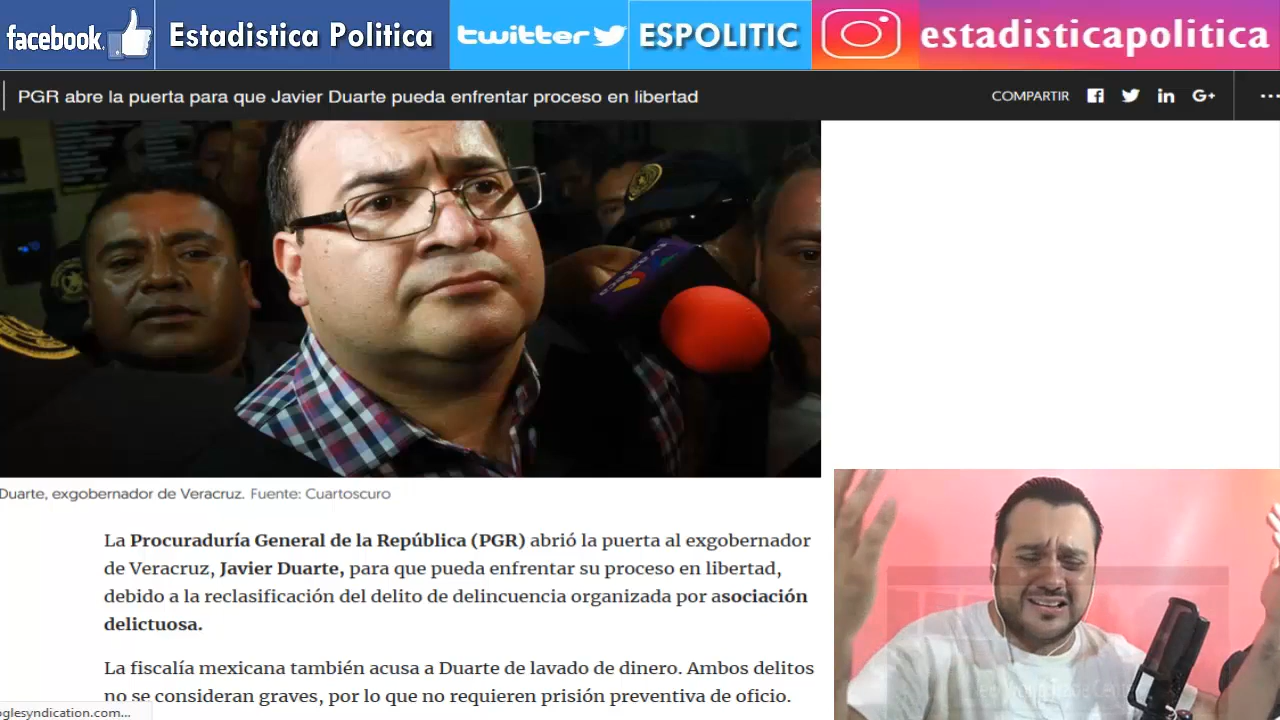 facebook. Estadistica Politica twitter ESPOLITIC estadisticapolitica
PGR abre la puerta para que Javier Duarte pueda enfrentar proceso en libertad COMPARTIR G+ ...
tv azteca
Duarte, exgobernador de Veracruz. Fuente: Cuartoscuro
La Procuraduría General de la República (PGR) abrió la puerta al exgobernador
de Veracruz, Javier Duarte, para que pueda enfrentar su proceso en libertad,
debido a la reclasificación del delito de delincuencia organizada por asociación
delictuosa.
La fiscalía mexicana también acusa a Duarte de lavado de dinero. Ambos delitos
no se consideran graves, por lo que no requieren prisión preventiva de oficio.
oglesyndication.com...